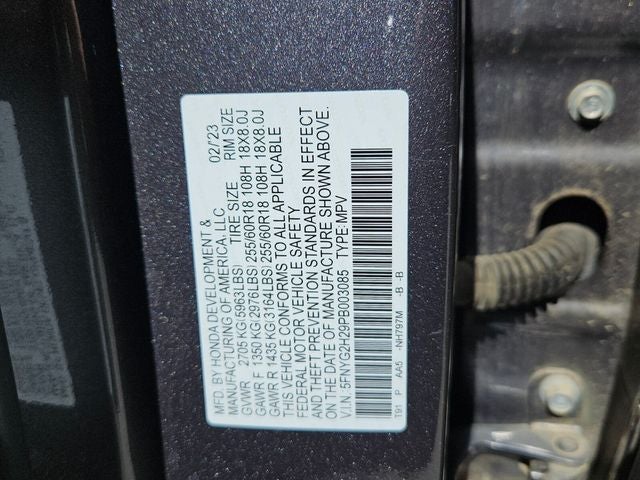 MFD BY HONDA DEVELOPMENT & 02/'23
MANUFACTURING OF AMERICA, LLC. TIRE SIZE RIM SIZE
GVWR 2705 KG(5963LBS)
GAWR F 1350 KG(2976LBS) 255/60R18 108H 18X8.0J
GAWR R 1435 KG(3164LBS) 255/60R18 108H 18X8.0J
THIS VEHICLE CONFORMS TO ALL APPLICABLE
FEDERAL MOTOR VEHICLE SAFETY
AND THEFT PREVENTION STANDARDS IN EFFECT
ON THE DATE OF MANUFACTURE SHOWN ABOVE.
V.I.N. 5FNYG2H29PB003085 TYPE:MPV
T91 P AA5 -NH797M -B -B